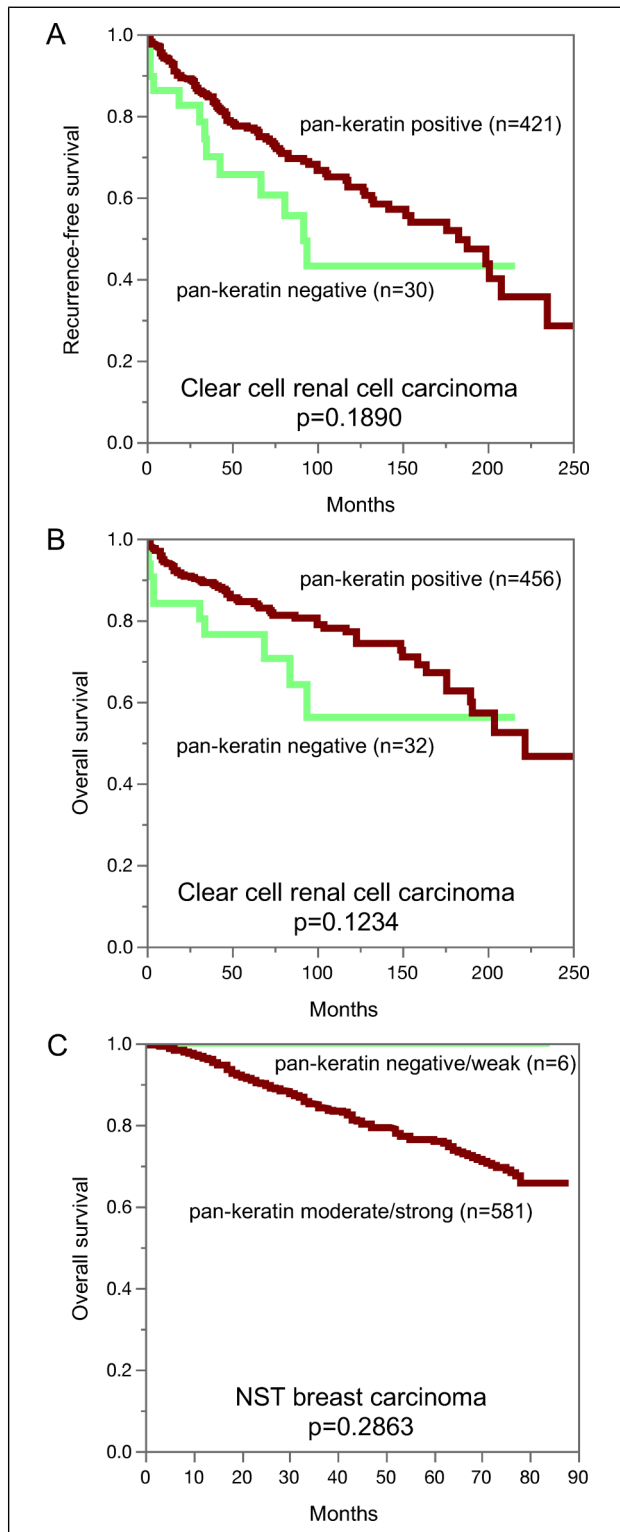 A
1.0
0.8
0.6
0.4
0.2
0.0
Recurrence-free survival
pan-keratin positive (n=421)
pan-keratin negative (n=30)
Clear cell renal cell carcinoma
p=0.1890
0 50 100 150 200 250
Months
B
1.0
0.8
0.6
0.4
0.2
0.0
Overall survival
pan-keratin positive (n=456)
pan-keratin negative (n=32)
Clear cell renal cell carcinoma
p=0.1234
0 50 100 150 200 250
Months
C
1.0
0.8
0.6
0.4
0.2
0.0
Overall survival
pan-keratin negative/weak (n=6)
pan-keratin moderate/strong (n=581)
NST breast carcinoma
p=0.2863
0 10 20 30 40 50 60 70 80 90
Months